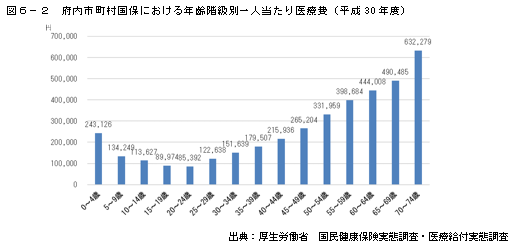 図６－２　府内市町村国保における年齢階級別一人当たり医療費（平成30年度）
円
700,000
600,000
500,000
400,000
300,000
200,000
100,000
0
243,126
134,249
113,627
89,974
85,392
122,638
151,639
179,507
215,936
265,204
331,959
398,684
444,008
490,485
632,279
0～4歳
5～9歳
10～14歳
15～19歳
20～24歳
25～29歳
30～34歳
35～39歳
40～44歳
45～49歳
50～54歳
55～59歳
60～64歳
65～69歳
70～74歳
出典：厚生労働省　国民健康保険実態調査・医療給付実態調査